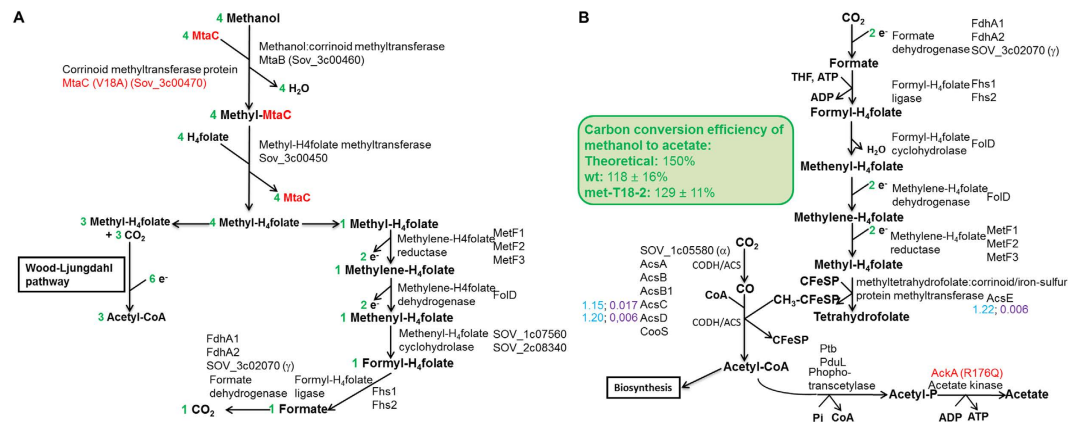 A
4 Methanol
4 MtaC
Methanol:corrinoid methyltransferase
MtaB (Sov_3c00460)
Corrinoid methyltransferase protein
MtaC (V18A) (Sov_3c00470)
4 H₂O
4 Methyl-MtaC
4 H₄folate
Methyl-H4folate methyltransferase
Sov_3c00450
4 MtaC
3 Methyl-H₄folate
4 Methyl-H₄folate
1 Methyl-H₄folate
+ 3 CO₂
Wood-Ljungdahl
pathway
6 e⁻
3 Acetyl-CoA
2 e⁻
Methylene-H4folate
reductase
MetF1
MetF2
MetF3
1 Methylene-H₄folate
2 e⁻
Methylene-H4folate
dehydrogenase
FolD
1 Methenyl-H₄folate
Methenyl-H₄folate
cyclohydrolase
SOV_1c07560
SOV_2c08340
1 Formyl-H₄folate
FdhA1
FdhA2
SOV_3c02070 (γ)
Formate
dehydrogenase
Formyl-H₄folate
ligase
Fhs1
Fhs2
1 CO₂
1 Formate
B
CO₂
2 e⁻
Formate
dehydrogenase
FdhA1
FdhA2
SOV_3c02070 (γ)
Formate
THF, ATP
ADP
Formyl-H₄folate
ligase
Fhs1
Fhs2
Formyl-H₄folate
H₂O
Formyl-H₄folate
cyclohydrolase
FolD
Methenyl-H₄folate
2 e⁻
Methylene-H₄folate
dehydrogenase
FolD
Methylene-H₄folate
2 e⁻
Methylene-H₄folate
reductase
MetF1
MetF2
MetF3
Methyl-H₄folate
CFeSP
CH₃-CFeSP
methyltetrahydrofolate:corrinoid/iron-sulfur
protein methyltransferase
AcsE
1.22; 0.006
Tetrahydrofolate
Carbon conversion efficiency of
methanol to acetate:
Theoretical: 150%
wt: 118 ± 16%
met-T18-2: 129 ± 11%
SOV_1c05580 (α)
AcsA
AcsB
AcsB1
AcsC
AcsD
CooS
1.15; 0.017
1.20; 0,006
CO₂
CODH/ACS
CO
CoA
CODH/ACS
CFeSP
Acetyl-CoA
Biosynthesis
Ptb
PduL
Phopho-
transcetylase
Pi
CoA
Acetyl-P
AckA (R176Q)
Acetate kinase
ADP
ATP
Acetate